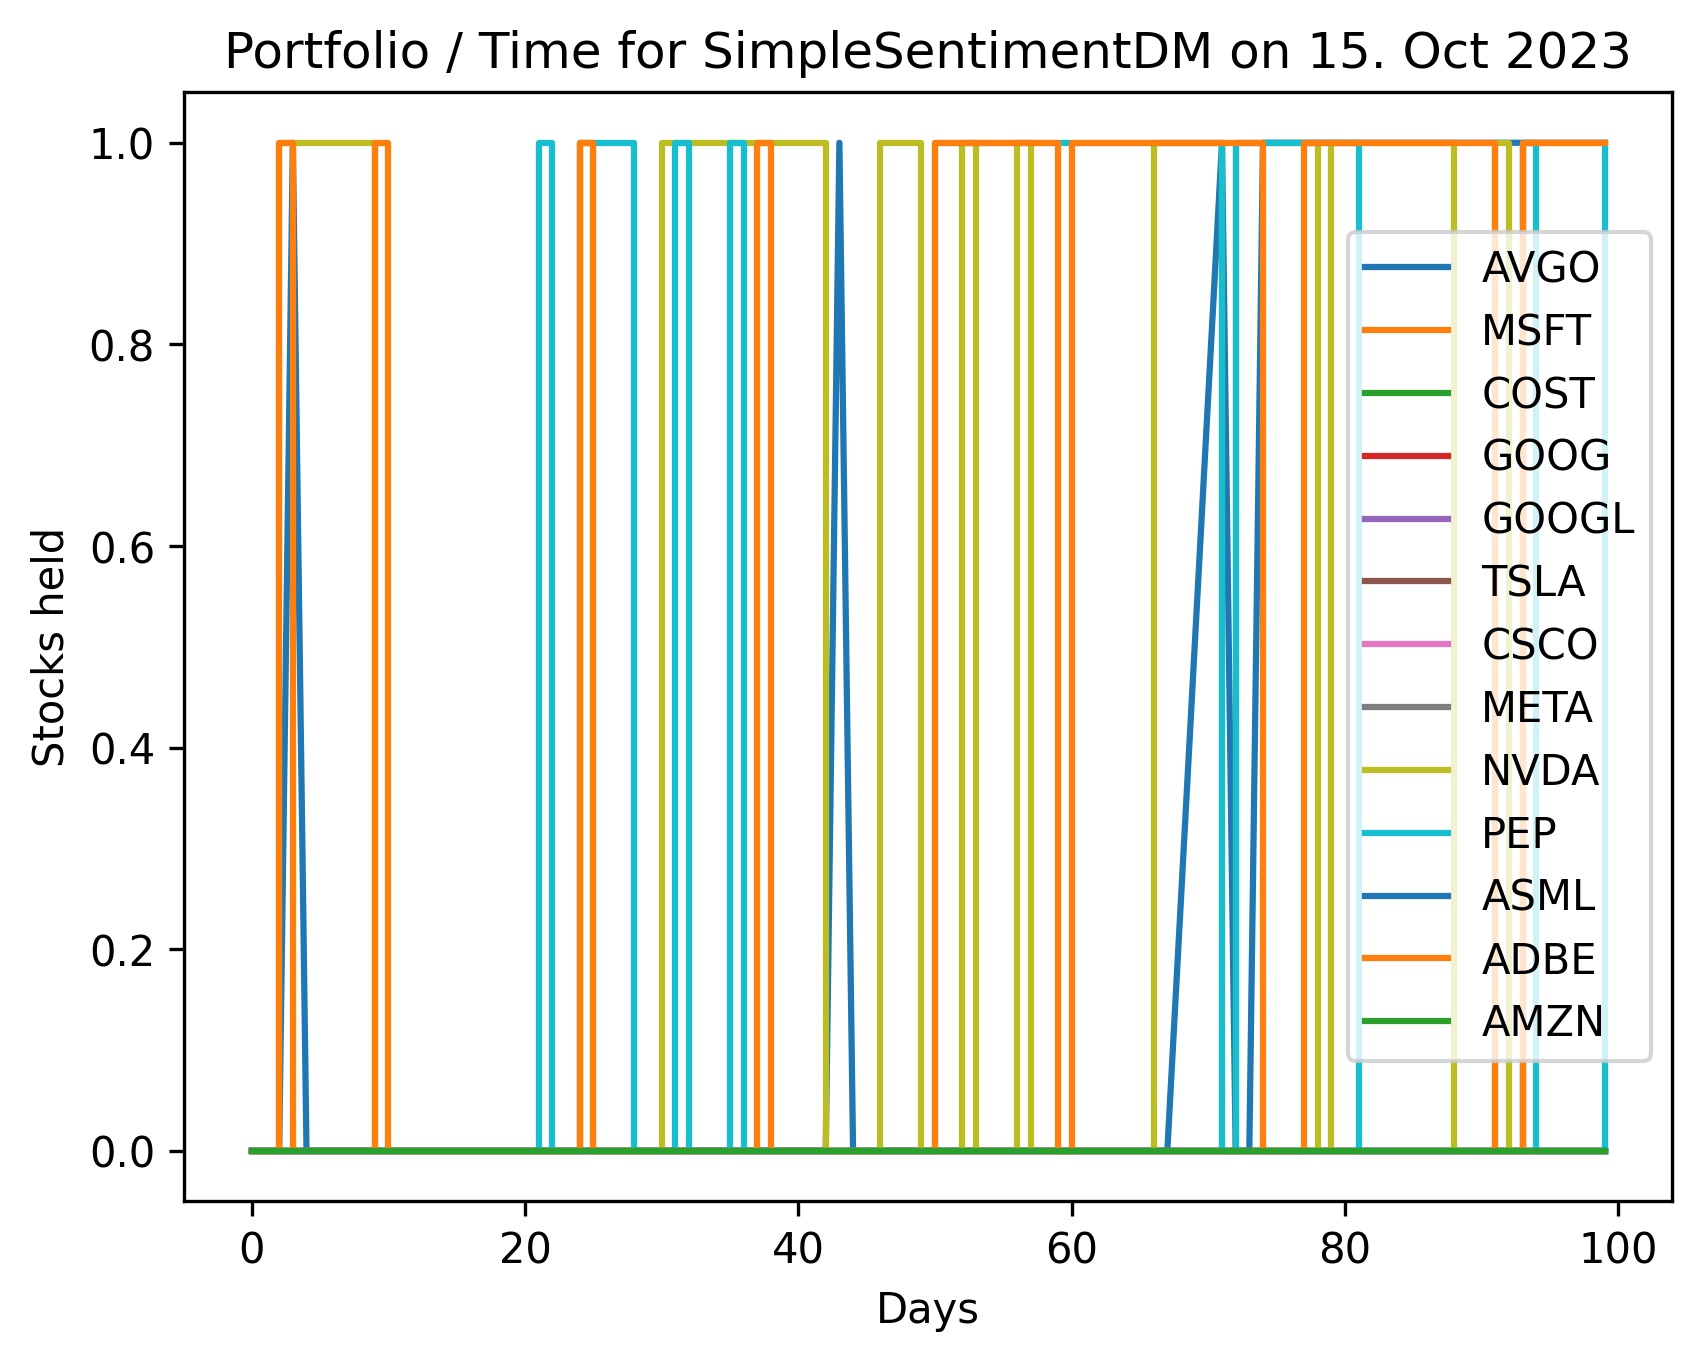 Portfolio / Time for SimpleSentimentDM on 15. Oct 2023
1.0
0.8
0.6
0.4
0.2
0.0
Stocks held
AVGO
MSFT
COST
GOOG
GOOGL
TSLA
CSCO
META
NVDA
PEP
ASML
ADBE
AMZN
0 20 40 60 80 100
Days